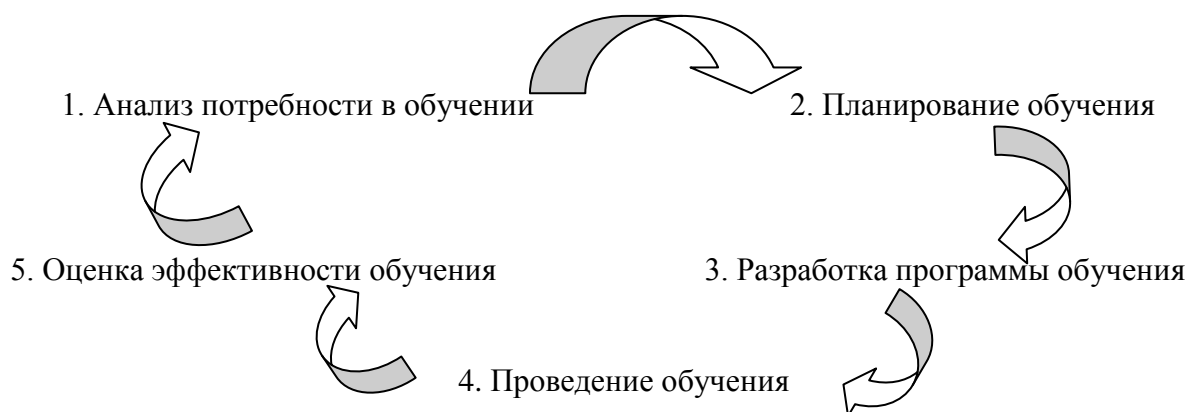 1. Анализ потребности в обучении
2. Планирование обучения
3. Разработка программы обучения
4. Проведение обучения
5. Оценка эффективности обучения